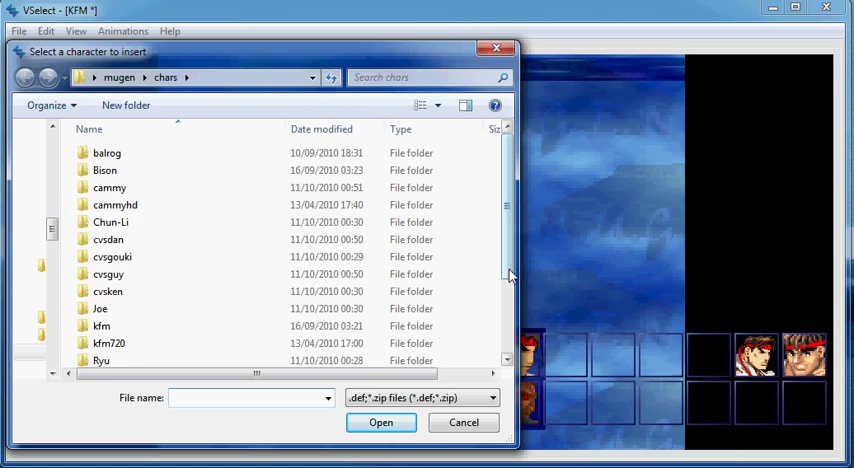 VSelect - [KFM *]
File Edit View Animations Help
Select a character to insert
mugen chars
Search chars
Organize New folder
Name Date modified Type Siz
balrog 10/09/2010 18:31 File folder
Bison 16/09/2010 03:23 File folder
cammy 11/10/2010 00:51 File folder
cammyhd 13/04/2010 17:40 File folder
Chun-Li 11/10/2010 00:30 File folder
cvsdan 11/10/2010 00:50 File folder
cvsgouki 11/10/2010 00:29 File folder
cvsguy 11/10/2010 00:50 File folder
cvsken 11/10/2010 00:30 File folder
Joe 11/10/2010 00:30 File folder
kfm 16/09/2010 03:21 File folder
kfm720 13/04/2010 17:00 File folder
Ryu 11/10/2010 00:28 File folder
File name: .def;*.zip files (*.def;*.zip)
Open Cancel